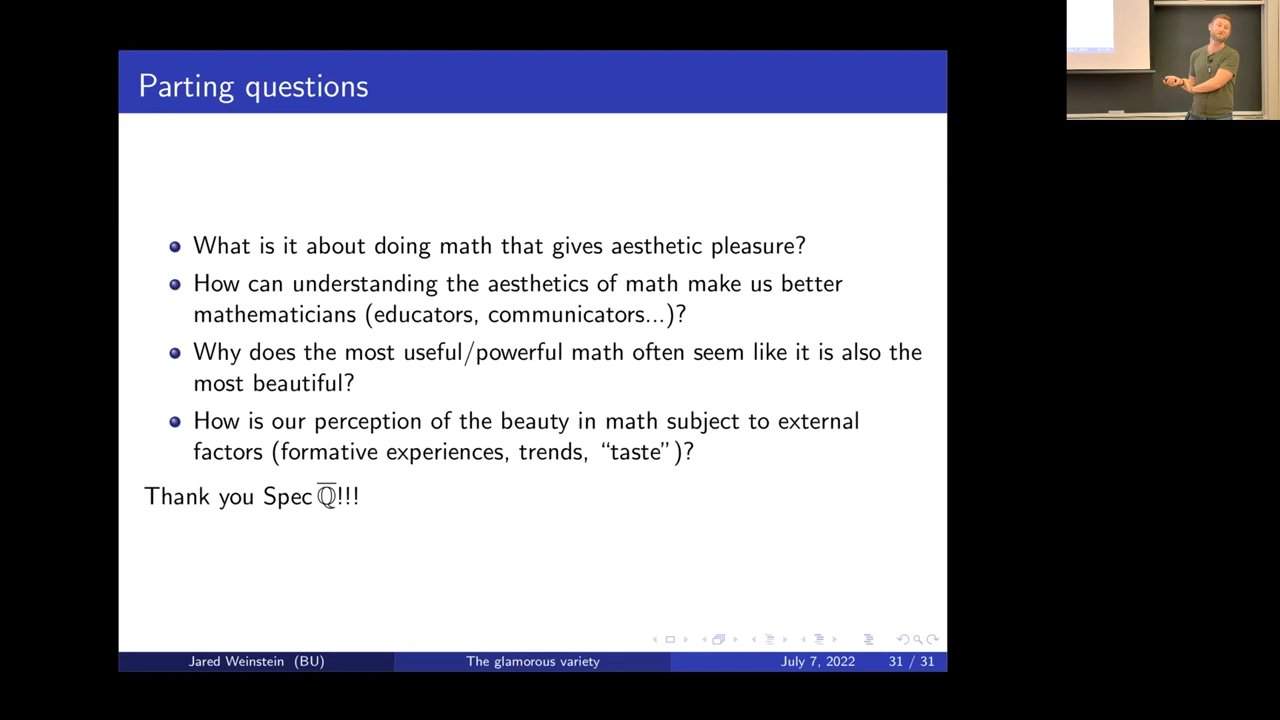 Parting questions
What is it about doing math that gives aesthetic pleasure?
How can understanding the aesthetics of math make us better
mathematicians (educators, communicators...)?
Why does the most useful/powerful math often seem like it is also the
most beautiful?
How is our perception of the beauty in math subject to external
factors (formative experiences, trends, “taste”)?
Thank you Spec ℚ̅!!!
Jared Weinstein (BU) The glamorous variety July 7, 2022 31 / 31